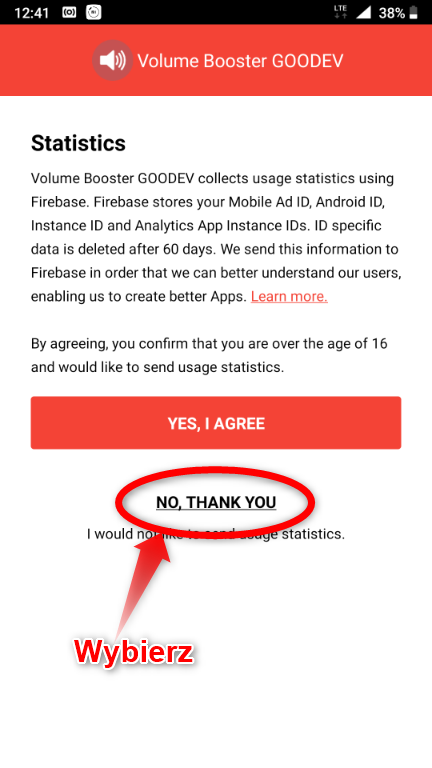 12:41 LTE 38%
Volume Booster GOODEV
Statistics
Volume Booster GOODEV collects usage statistics using
Firebase. Firebase stores your Mobile Ad ID, Android ID,
Instance ID and Analytics App Instance IDs. ID specific
data is deleted after 60 days. We send this information to
Firebase in order that we can better understand our users,
enabling us to create better Apps. Learn more.
By agreeing, you confirm that you are over the age of 16
and would like to send usage statistics.
YES, I AGREE
NO, THANK YOU
I would not like to send usage statistics.
Wybierz